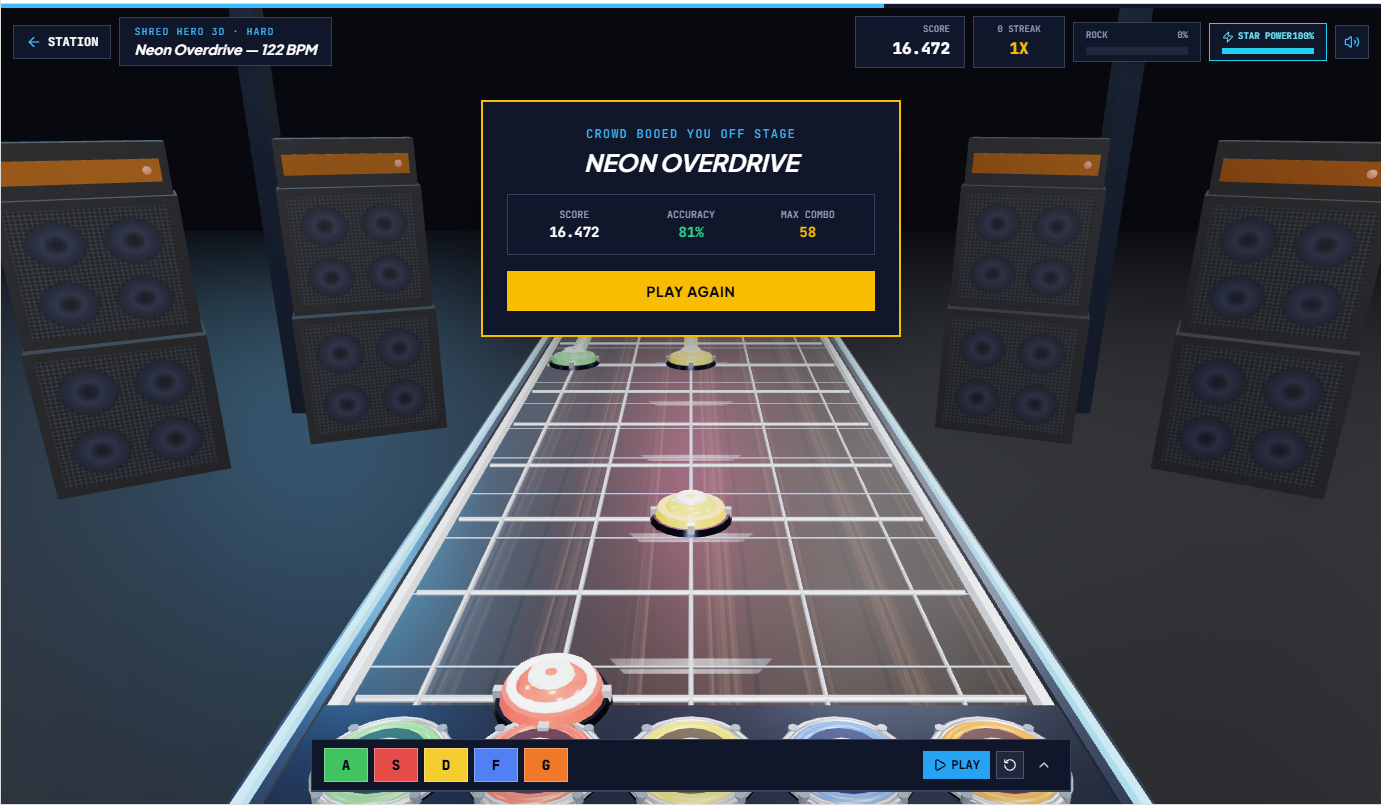 STATION
SHRED HERO 3D · HARD
Neon Overdrive — 122 BPM
SCORE
16.472
0 STREAK
1X
ROCK 0%
STAR POWER100%
CROWD BOOED YOU OFF STAGE
NEON OVERDRIVE
SCORE ACCURACY MAX COMBO
16.472 81% 58
PLAY AGAIN
A S D F G
PLAY